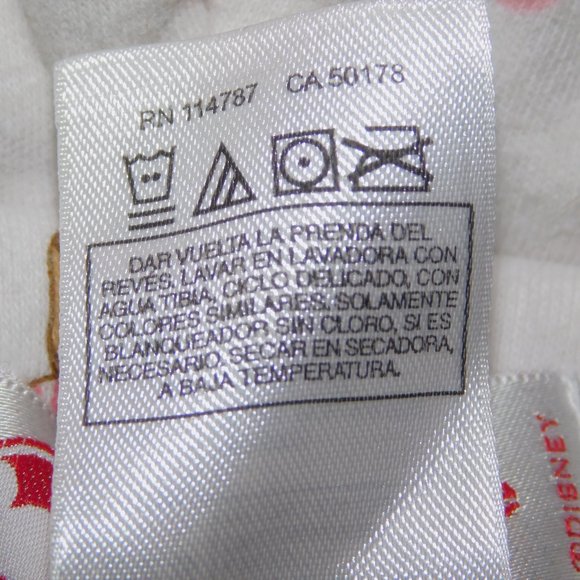 RN 114787 CA 50178
DAR VUELTA LA PRENDA DEL
REVES, LAVAR EN LAVADORA CON
AGUA TIBIA, CICLO DELICADO, CON
COLORES SIMILARES. SOLAMENTE
BLANQUEADOR SIN CLORO, SI ES
NECESARIO. SECAR EN SECADORA,
A BAJA TEMPERATURA.
©DISNEY